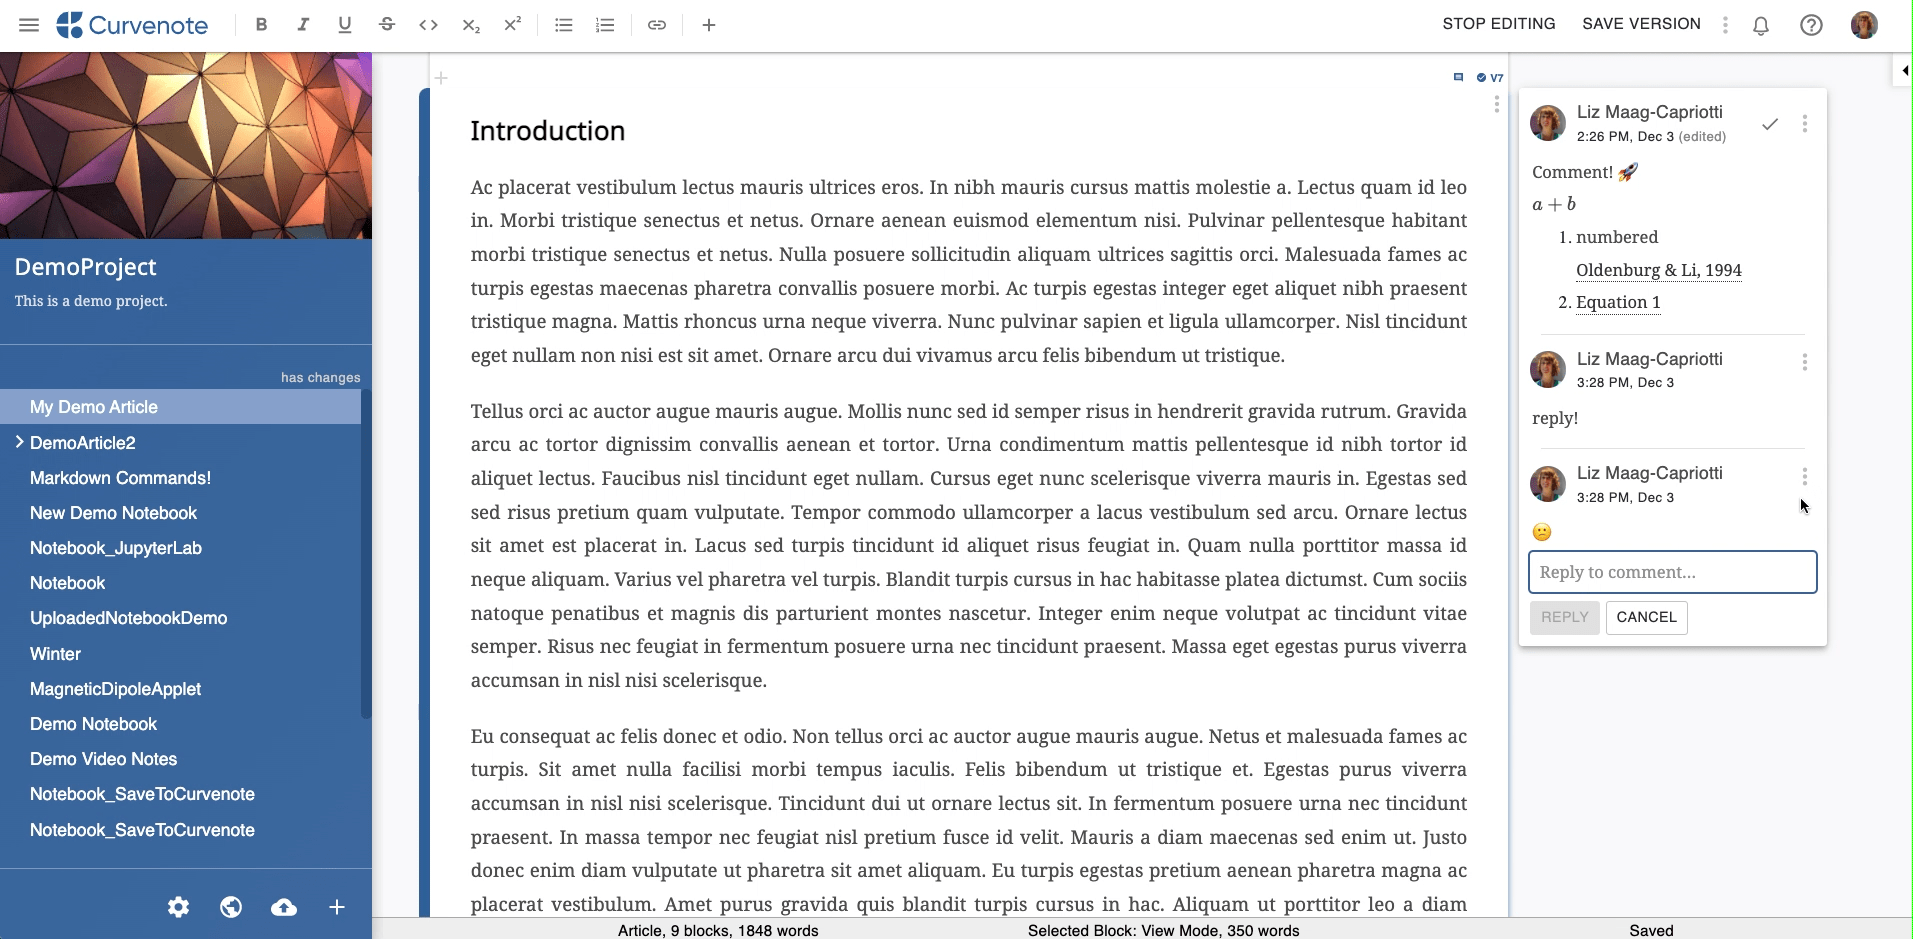 Curvenote
B I U S <> X₂ X²
STOP EDITING SAVE VERSION
DemoProject
This is a demo project.
has changes
My Demo Article
DemoArticle2
Markdown Commands!
New Demo Notebook
Notebook_JupyterLab
Notebook
UploadedNotebookDemo
Winter
MagneticDipoleApplet
Demo Notebook
Demo Video Notes
Notebook_SaveToCurvenote
Notebook_SaveToCurvenote
V7
Introduction
Ac placerat vestibulum lectus mauris ultrices eros. In nibh mauris cursus mattis molestie a. Lectus quam id leo
in. Morbi tristique senectus et netus. Ornare aenean euismod elementum nisi. Pulvinar pellentesque habitant
morbi tristique senectus et netus. Nulla posuere sollicitudin aliquam ultrices sagittis orci. Malesuada fames ac
turpis egestas maecenas pharetra convallis posuere morbi. Ac turpis egestas integer eget aliquet nibh praesent
tristique magna. Mattis rhoncus urna neque viverra. Nunc pulvinar sapien et ligula ullamcorper. Nisl tincidunt
eget nullam non nisi est sit amet. Ornare arcu dui vivamus arcu felis bibendum ut tristique.
Tellus orci ac auctor augue mauris augue. Mollis nunc sed id semper risus in hendrerit gravida rutrum. Gravida
arcu ac tortor dignissim convallis aenean et tortor. Urna condimentum mattis pellentesque id nibh tortor id
aliquet lectus. Faucibus nisl tincidunt eget nullam. Cursus eget nunc scelerisque viverra mauris in. Egestas sed
sed risus pretium quam vulputate. Tempor commodo ullamcorper a lacus vestibulum sed arcu. Ornare lectus
sit amet est placerat in. Lacus sed turpis tincidunt id aliquet risus feugiat in. Quam nulla porttitor massa id
neque aliquam. Varius vel pharetra vel turpis. Blandit turpis cursus in hac habitasse platea dictumst. Cum sociis
natoque penatibus et magnis dis parturient montes nascetur. Integer enim neque volutpat ac tincidunt vitae
semper. Risus nec feugiat in fermentum posuere urna nec tincidunt praesent. Massa eget egestas purus viverra
accumsan in nisl nisi scelerisque.
Eu consequat ac felis donec et odio. Non tellus orci ac auctor augue mauris augue. Netus et malesuada fames ac
turpis. Sit amet nulla facilisi morbi tempus iaculis. Felis bibendum ut tristique et. Egestas purus viverra
accumsan in nisl nisi scelerisque. Tincidunt dui ut ornare lectus sit. In fermentum posuere urna nec tincidunt
praesent. In massa tempor nec feugiat nisl pretium fusce id velit. Mauris a diam maecenas sed enim ut. Justo
donec enim diam vulputate ut pharetra sit amet aliquam. Eu turpis egestas pretium aenean pharetra magna ac
placerat vestibulum. Amet purus gravida quis blandit turpis cursus in hac. Aliquam ut porttitor leo a diam
Liz Maag-Capriotti
2:26 PM, Dec 3 (edited)
Comment! 🚀
a + b
1. numbered
Oldenburg & Li, 1994
2. Equation 1
Liz Maag-Capriotti
3:28 PM, Dec 3
reply!
Liz Maag-Capriotti
3:28 PM, Dec 3
😕
Reply to comment...
REPLY CANCEL
Article, 9 blocks, 1848 words
Selected Block: View Mode, 350 words
Saved